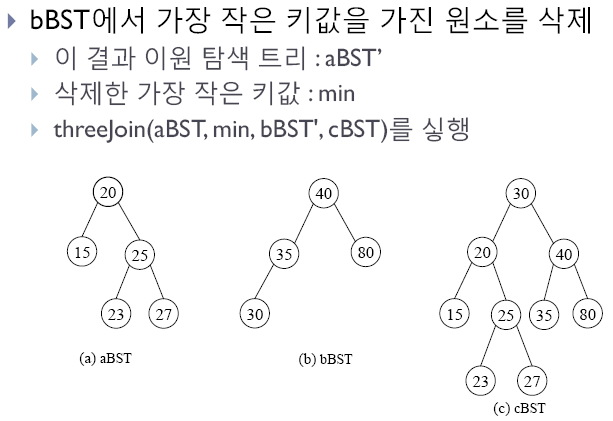 bBST에서 가장 작은 키값을 가진 원소를 삭제
이 결과 이원 탐색 트리 : aBST'
삭제한 가장 작은 키값 : min
threeJoin(aBST, min, bBST', cBST)를 싷행
20
15
25
23
27
(a) aBST
40
35
80
30
(b) bBST
30
20
40
15
25
35
80
23
27
(c) cBST